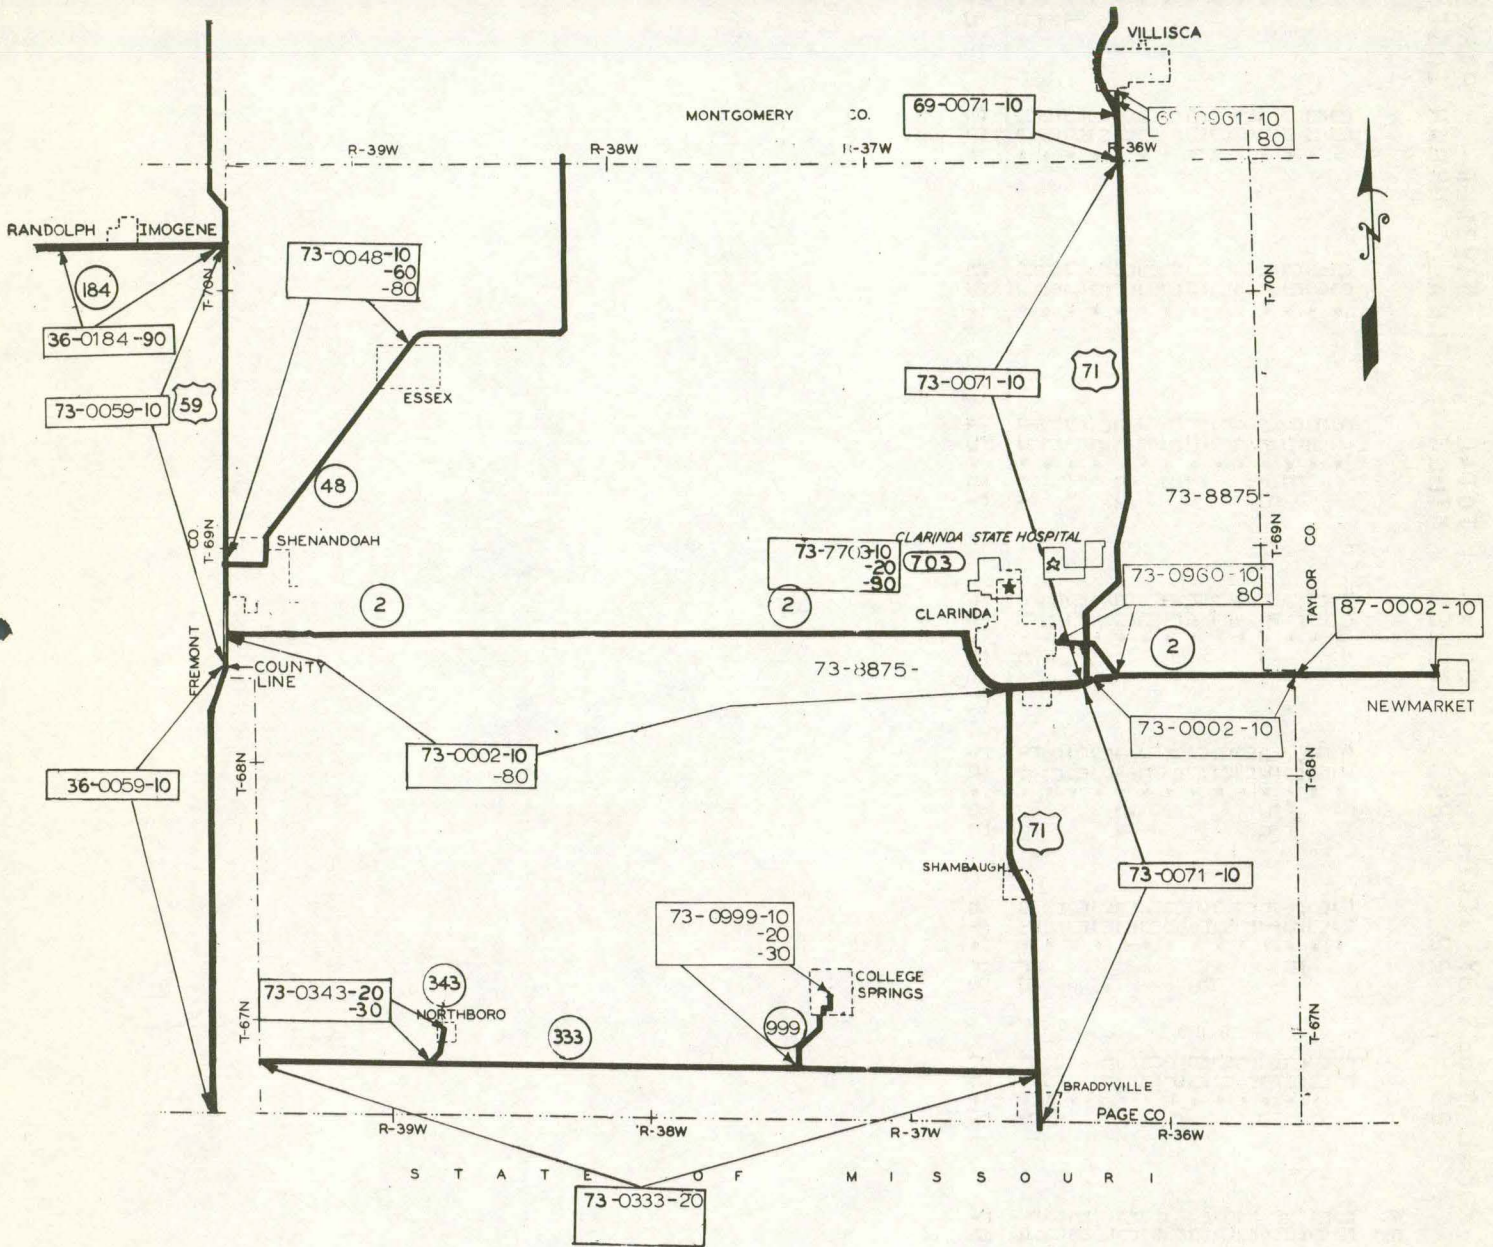 VILLISCA
69-0071-10
MONTGOMERY CO.
0961-10
80
R-39W
R-38W
R-37W
R-36W
RANDOLPH
IMOGENE
184
73-0048-10
-60
-80
T-70N
T-70N
N
36-0184-90
71
73-0071-10
73-0059-10
59
ESSEX
48
73-8875-
CO.
T-69N
SHENANDOAH
CLARINDA STATE HOSPITAL
73-7703-10
-20
-90
703
T-69N
TAYLOR CO.
73-0960-10
80
87-0002-10
2
2
CLARINDA
2
FREMONT
COUNTY
LINE
73-8875-
NEWMARKET
73-0002-10
-80
73-0002-10
T-68N
T-68N
36-0059-10
71
SHAMBAUGH
73-0071-10
73-0999-10
-20
-30
COLLEGE
SPRINGS
73-0343-20
-30
343
NORTHBORO
T-67N
333
999
T-67N
BRADDYVILLE
PAGE CO
R-39W
R-38W
R-37W
R-36W
STATE OF MISSOURI
73-0333-20